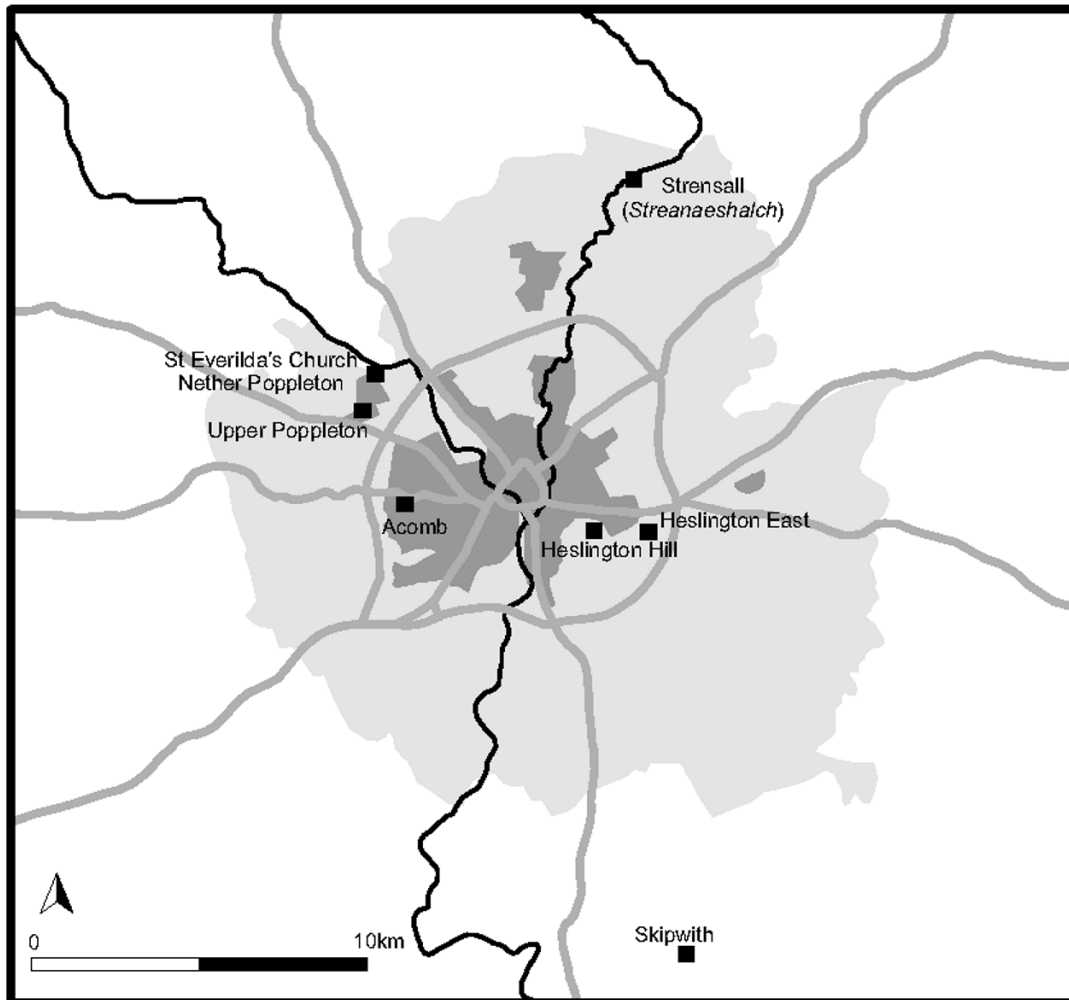 Strensall
(Streanaeshalch)
St Everilda's Church
Nether Poppleton
Upper Poppleton
Acomb
Heslington East
Heslington Hill
Skipwith
0 10km